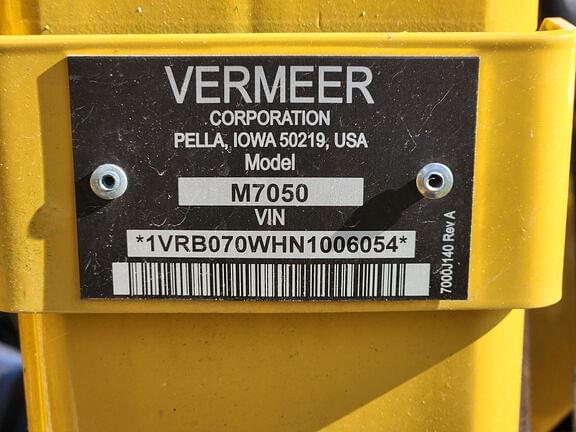 VERMEER
CORPORATION
PELLA, IOWA 50219, USA
Model
M7050
VIN
*1VRB070WHN1006054*
7000J140 Rev A